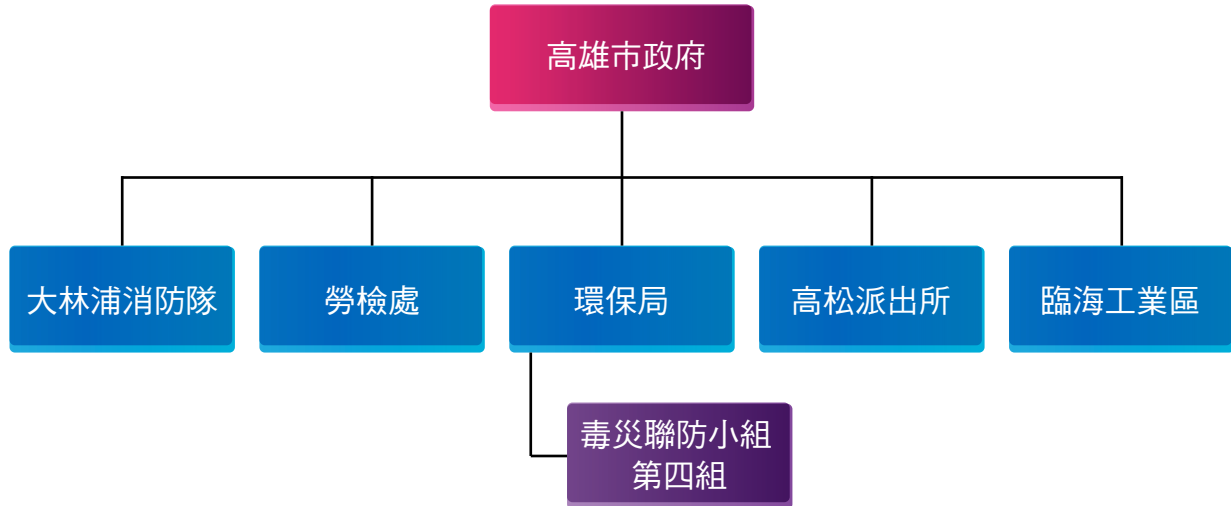 高雄市政府
大林浦消防隊
勞檢處
環保局
高松派出所
臨海工業區
毒災聯防小組
第四組